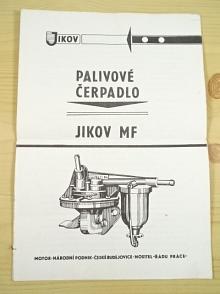 JIKOV
PALIVOVÉ
ČERPADLO
JIKOV MF
MOTOR • NÁRODNÍ PODNIK • ČESKÉ BUDĚJOVICE • NOSITEL • ŘÁDU PRÁCE •